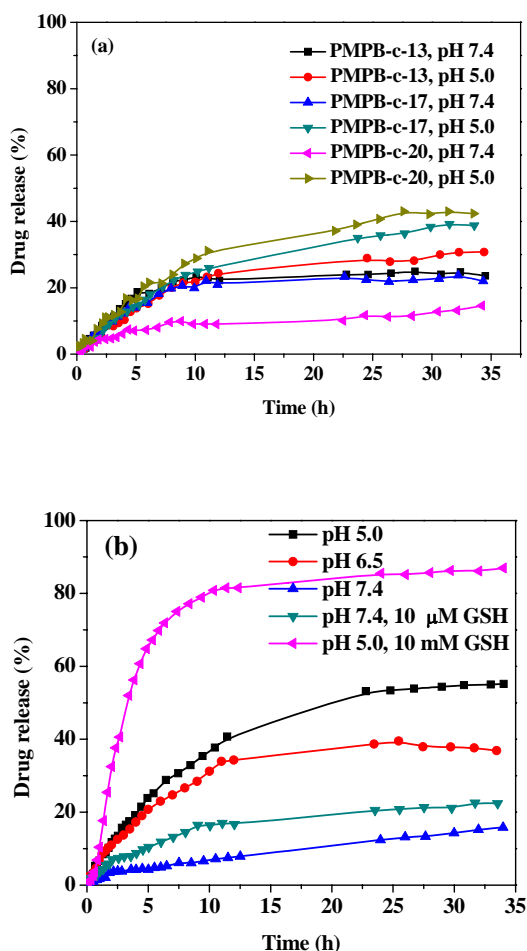 100
(a)
PMPB-c-13, pH 7.4
PMPB-c-13, pH 5.0
80
PMPB-c-17, pH 7.4
PMPB-c-17, pH 5.0
PMPB-c-20, pH 7.4
60
PMPB-c-20, pH 5.0
Drug release (%)
40
20
0
0 5 10 15 20 25 30 35
Time (h)
100
(b)
pH 5.0
pH 6.5
pH 7.4
80
pH 7.4, 10 μM GSH
pH 5.0, 10 mM GSH
60
Drug release (%)
40
20
0
0 5 10 15 20 25 30 35
Time (h)